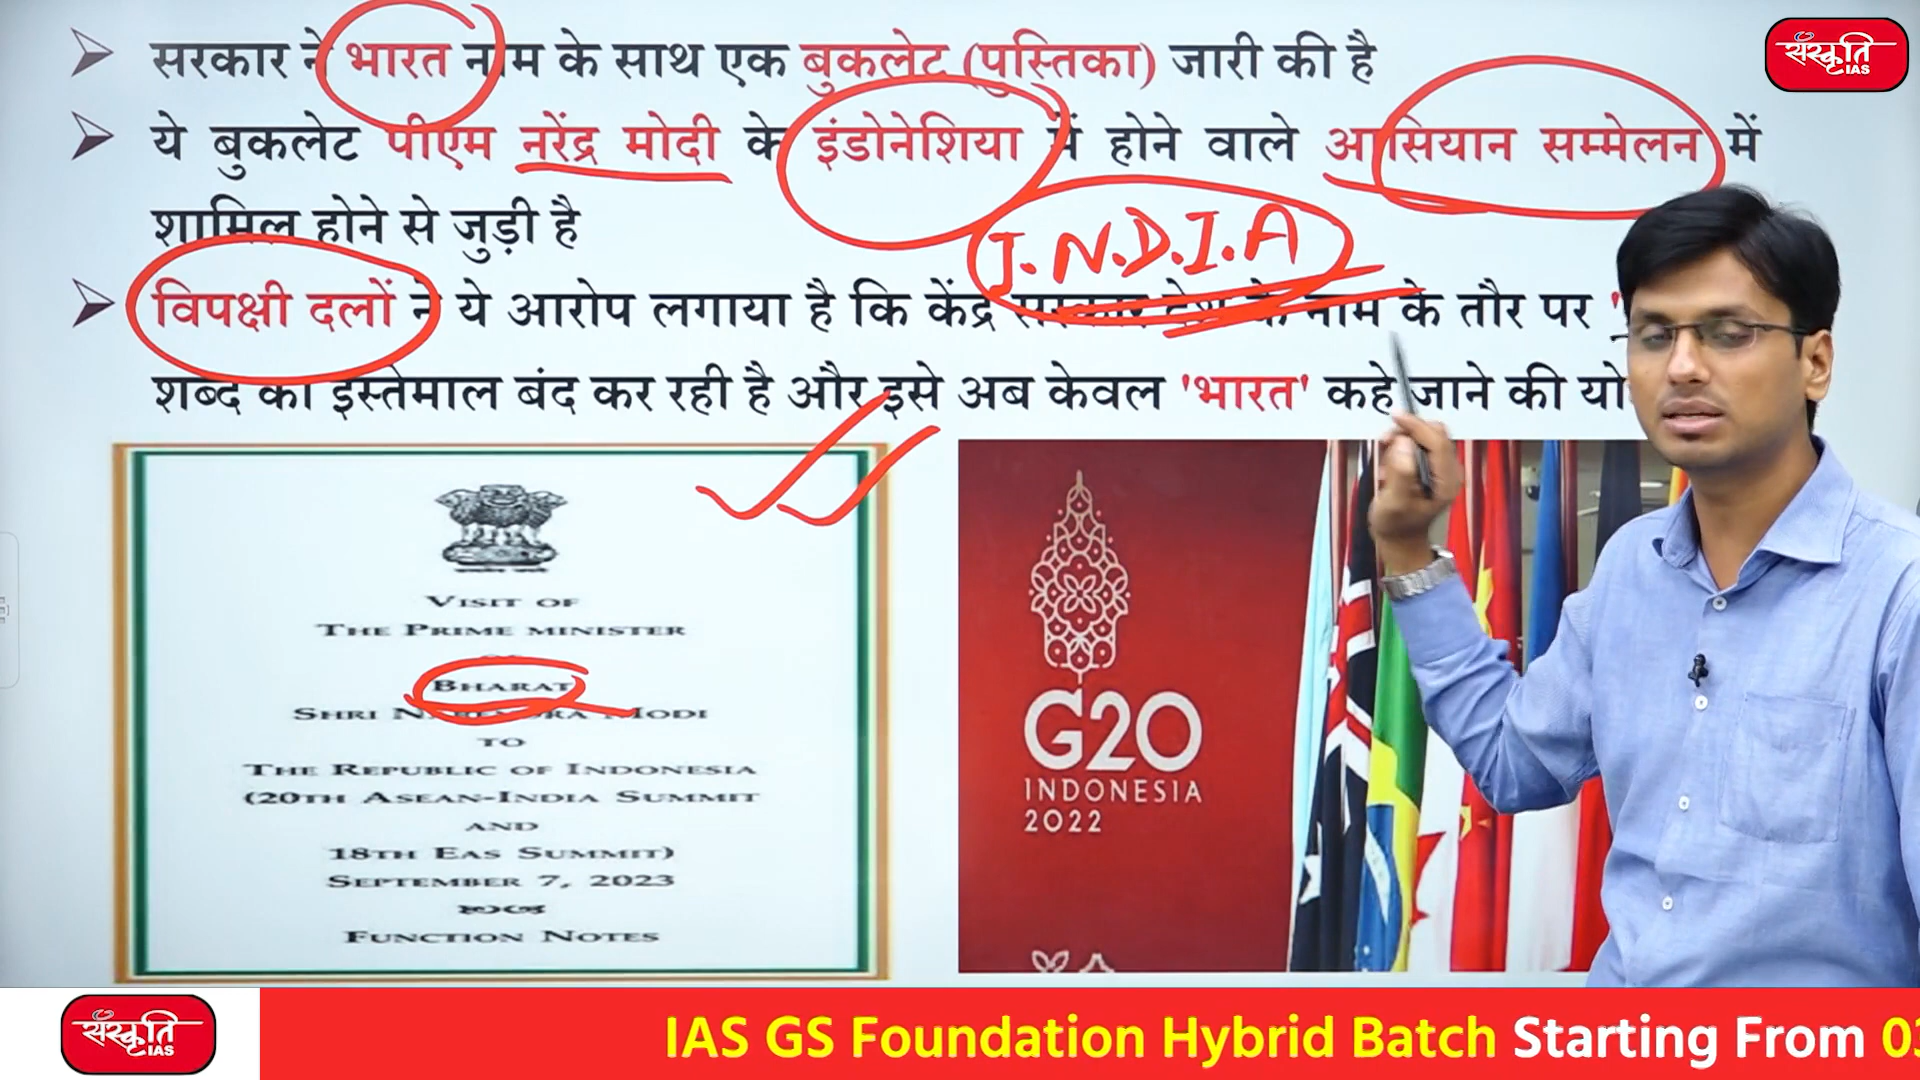 सरकार ने भारत नाम के साथ एक बुकलेट (पुस्तिका) जारी की है
ये बुकलेट पीएम नरेंद्र मोदी के इंडोनेशिया में होने वाले आसियान सम्मेलन में
शामिल होने से जुड़ी है
I.N.D.I.A
विपक्षी दलों ने ये आरोप लगाया है कि केंद्र सरकार देश के नाम के तौर पर
शब्द का इस्तेमाल बंद कर रही है और इसे अब केवल 'भारत' कहे जाने की
VISIT OF
THE PRIME MINISTER
BHARAT
SHRI NARENDRA MODI
TO
THE REPUBLIC OF INDONESIA
(20TH ASEAN-INDIA SUMMIT
AND
18TH EAS SUMMIT)
SEPTEMBER 7, 2023
FUNCTION NOTES
G20
INDONESIA
2022
संस्कृति
IAS
संस्कृति
IAS
IAS GS Foundation Hybrid Batch Starting From